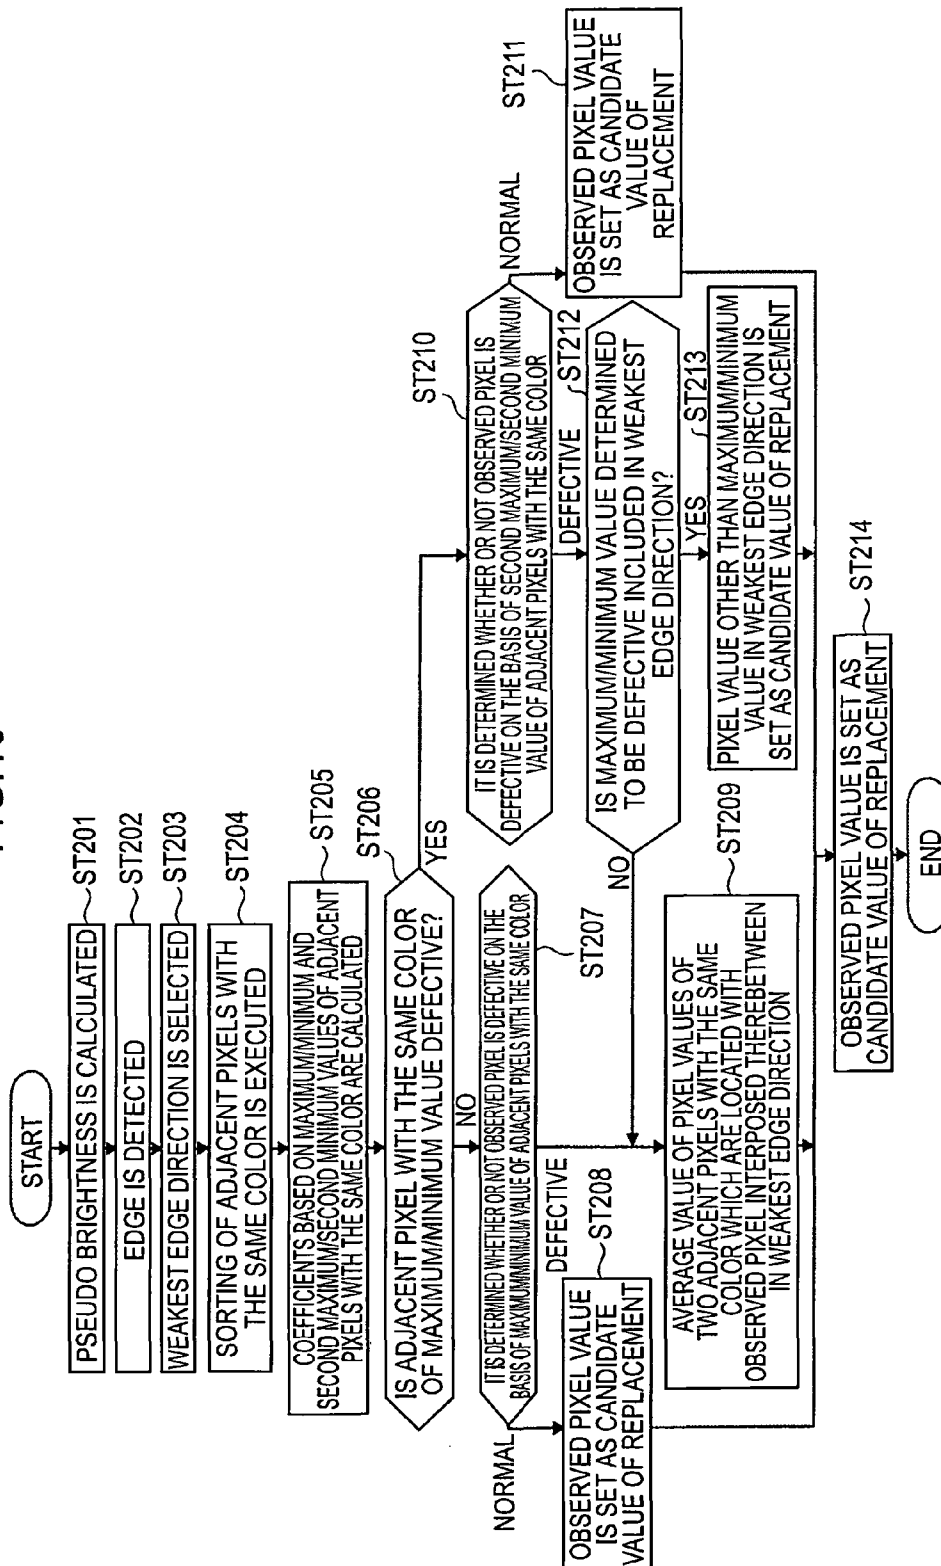 START
PSEUDO BRIGHTNESS IS CALCULATED
ST201
EDGE IS DETECTED
ST202
WEAKEST EDGE DIRECTION IS SELECTED
ST203
SORTING OF ADJACENT PIXELS WITH
THE SAME COLOR IS EXECUTED
ST204
COEFFICIENTS BASED ON MAXIMUM/MINIMUM AND
SECOND MAXIMUM/SECOND MINIMUM VALUES OF ADJACENT
PIXELS WITH THE SAME COLOR ARE CALCULATED
ST205
IS ADJACENT PIXEL WITH THE SAME COLOR
OF MAXIMUM/MINIMUM VALUE DEFECTIVE?
ST206
YES
NO
IT IS DETERMINED WHETHER OR NOT OBSERVED PIXEL IS DEFECTIVE ON THE
BASIS OF MAXIMUM/MINIMUM VALUE OF ADJACENT PIXELS WITH THE SAME COLOR
ST207
NORMAL
DEFECTIVE
OBSERVED PIXEL VALUE
IS SET AS CANDIDATE
VALUE OF REPLACEMENT
ST208
AVERAGE VALUE OF PIXEL VALUES OF
TWO ADJACENT PIXELS WITH THE SAME
COLOR WHICH ARE LOCATED WITH
OBSERVED PIXEL INTERPOSED THEREBETWEEN
IN WEAKEST EDGE DIRECTION
ST209
IT IS DETERMINED WHETHER OR NOT OBSERVED PIXEL IS
DEFECTIVE ON THE BASIS OF SECOND MAXIMUM/SECOND MINIMUM
VALUE OF ADJACENT PIXELS WITH THE SAME COLOR
ST210
NORMAL
DEFECTIVE
OBSERVED PIXEL VALUE
IS SET AS CANDIDATE
VALUE OF
REPLACEMENT
ST211
IS MAXIMUM/MINIMUM VALUE DETERMINED
TO BE DEFECTIVE INCLUDED IN WEAKEST
EDGE DIRECTION?
ST212
NO
YES
PIXEL VALUE OTHER THAN MAXIMUM/MINIMUM
VALUE IN WEAKEST EDGE DIRECTION IS
SET AS CANDIDATE VALUE OF REPLACEMENT
ST213
OBSERVED PIXEL VALUE IS SET AS
CANDIDATE VALUE OF REPLACEMENT
ST214
END